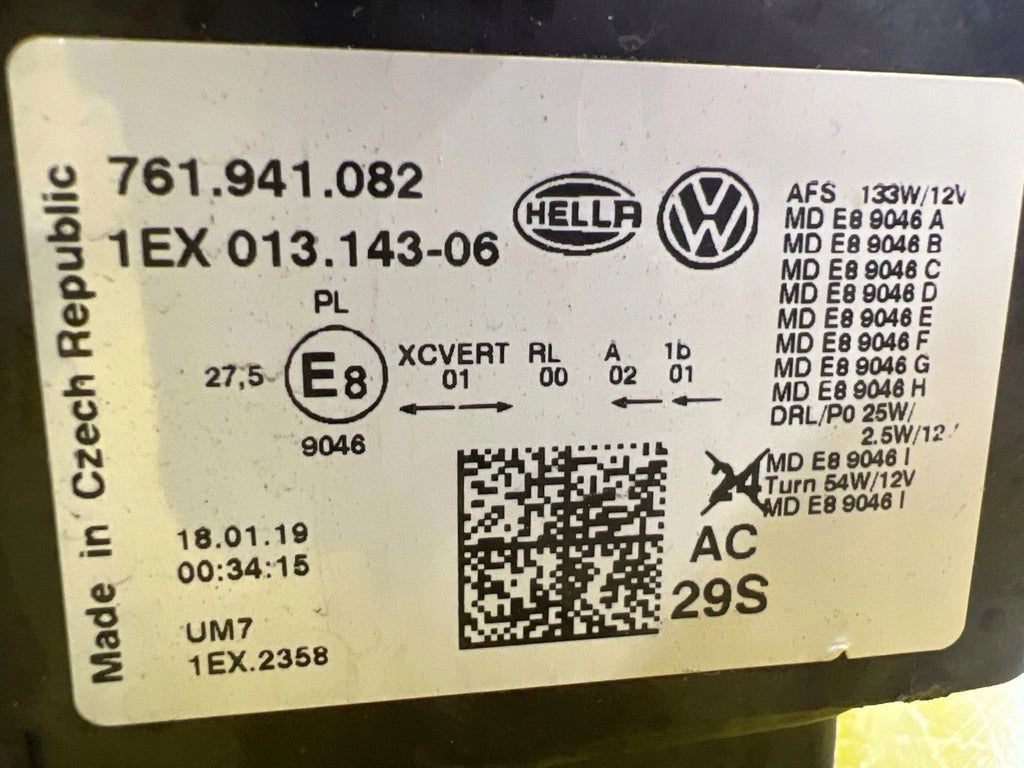 Made in Czech Republic
761.941.082
1EX 013.143-06
HELLA
VW
PL
27,5
E8
9046
XCVERT RL A 1b
01 00 02 01
AFS 133W/12V
MD E8 9046 A
MD E8 9046 B
MD E8 9046 C
MD E8 9046 D
MD E8 9046 E
MD E8 9046 F
MD E8 9046 G
MD E8 9046 H
DRL/PO 25W/
2.5W/12
MD E8 9046 I
Turn 54W/12V
MD E8 9046 I
24
AC
29S
18.01.19
00:34:15
UM7
1EX.2358